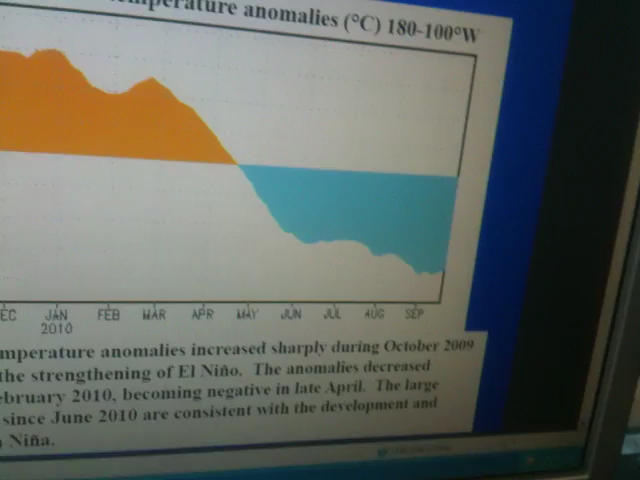 temperature anomalies (°C) 180-100°W
EC JAN FEB MAR APR MAY JUN JUL AUG SEP
2010
mperature anomalies increased sharply during October 2009
the strengthening of El Niño. The anomalies decreased
ebruary 2010, becoming negative in late April. The large
since June 2010 are consistent with the development and
Niña.